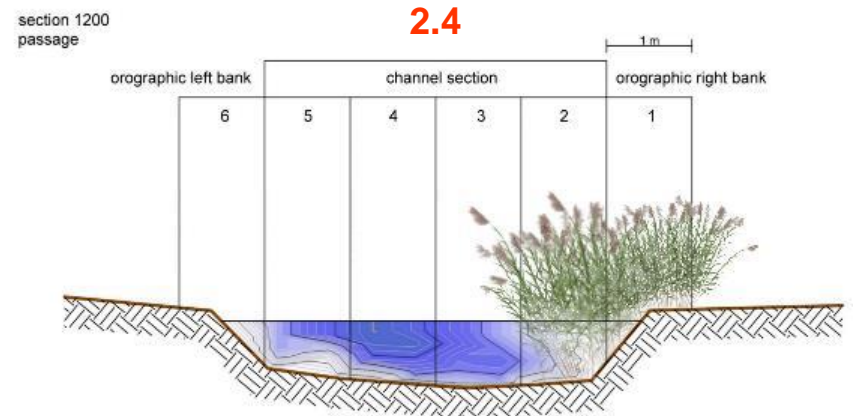 section 1200
passage
2.4
1 m
orographic left bank
channel section
orographic right bank
6
5
4
3
2
1